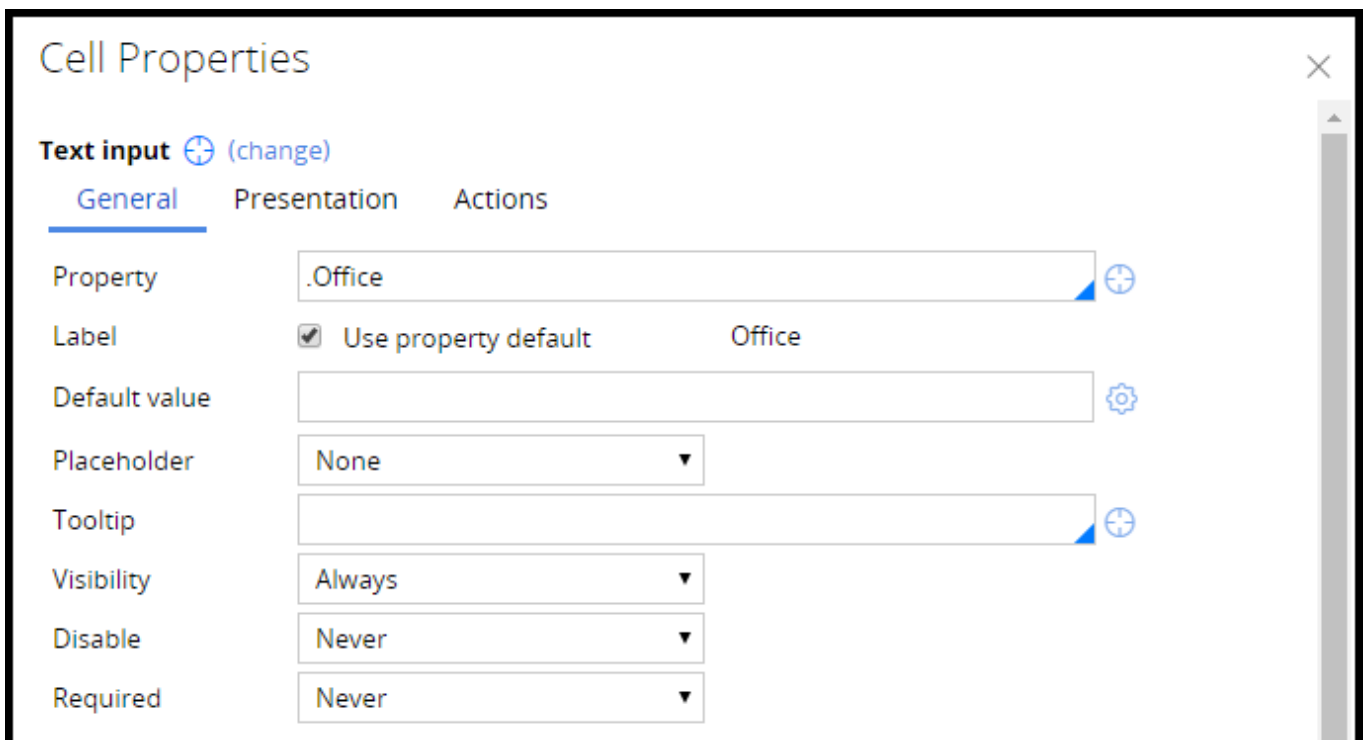 Cell Properties
Text input (change)
General Presentation Actions
Property .Office
Label Use property default Office
Default value
Placeholder None
Tooltip
Visibility Always
Disable Never
Required Never